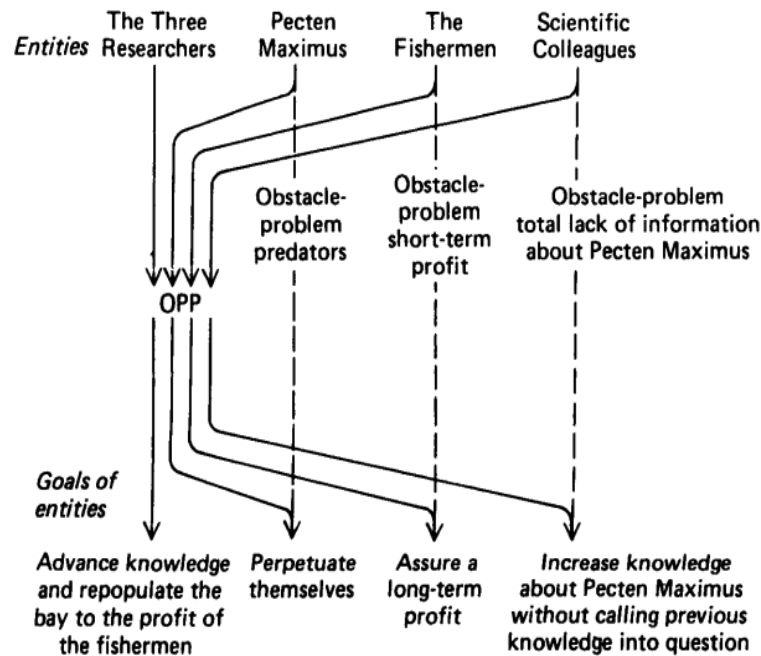 Entities
The Three
Researchers
Pecten
Maximus
The
Fishermen
Scientific
Colleagues
Obstacle-
problem
predators
Obstacle-
problem
short-term
profit
Obstacle-problem
total lack of information
about Pecten Maximus
OPP
Goals of
entities
Advance knowledge
and repopulate the
bay to the profit of
the fishermen
Perpetuate
themselves
Assure a
long-term
profit
Increase knowledge
about Pecten Maximus
without calling previous
knowledge into question